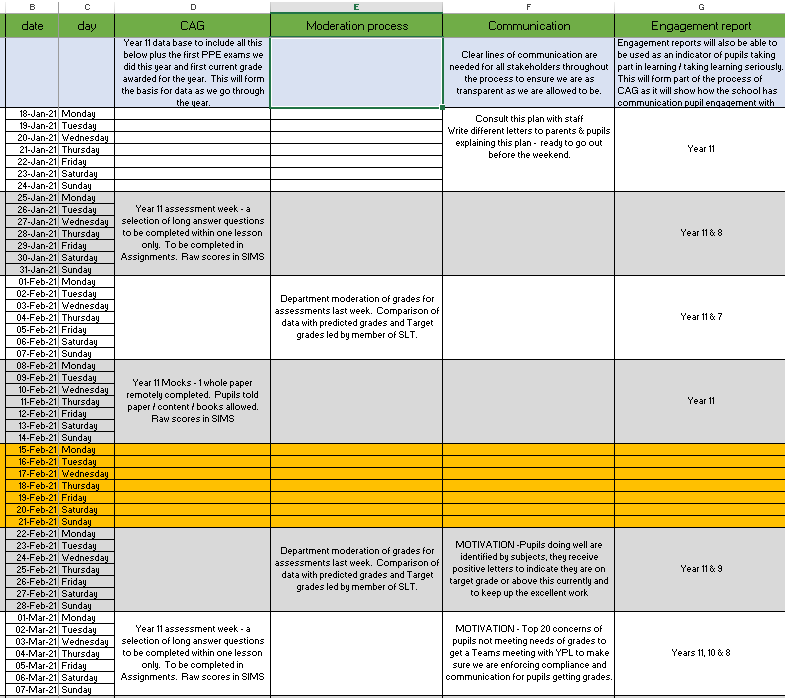 B C D E F G
date day CAG Moderation process Communication Engagement report
Year 11 data base to include all this
below plus the first PPE exams we
did this year and first current grade
awarded for the year. This will form
the basis for data as we go through
the year.
Clear lines of communication are
needed for all stakeholders throughout
the process to ensure we are as
transparent as we are allowed to be.
Engagement reports will also be able to
be used as an indicator of pupils taking
part in learning / taking learning seriously.
This will form part of the process of
CAG as it will show how the school has
communication pupil engagement with
18-Jan-21 Monday
19-Jan-21 Tuesday
20-Jan-21 Wednesday
21-Jan-21 Thursday
22-Jan-21 Friday
23-Jan-21 Saturday
24-Jan-21 Sunday
Consult this plan with staff
Write different letters to parents & pupils
explaining this plan - ready to go out
before the weekend.
Year 11
25-Jan-21 Monday
26-Jan-21 Tuesday
27-Jan-21 Wednesday
28-Jan-21 Thursday
29-Jan-21 Friday
30-Jan-21 Saturday
31-Jan-21 Sunday
Year 11 assessment week - a
selection of long answer questions
to be completed within one lesson
only. To be completed in
Assignments. Raw scores in SIMS
Year 11 & 8
01-Feb-21 Monday
02-Feb-21 Tuesday
03-Feb-21 Wednesday
04-Feb-21 Thursday
05-Feb-21 Friday
06-Feb-21 Saturday
07-Feb-21 Sunday
Department moderation of grades for
assessments last week. Comparison of
data with predicted grades and Target
grades led by member of SLT.
Year 11 & 7
08-Feb-21 Monday
09-Feb-21 Tuesday
10-Feb-21 Wednesday
11-Feb-21 Thursday
12-Feb-21 Friday
13-Feb-21 Saturday
14-Feb-21 Sunday
Year 11 Mocks - 1 whole paper
remotely completed. Pupils told
paper / content / books allowed.
Raw scores in SIMS
Year 11
15-Feb-21 Monday
16-Feb-21 Tuesday
17-Feb-21 Wednesday
18-Feb-21 Thursday
19-Feb-21 Friday
20-Feb-21 Saturday
21-Feb-21 Sunday
22-Feb-21 Monday
23-Feb-21 Tuesday
24-Feb-21 Wednesday
25-Feb-21 Thursday
26-Feb-21 Friday
27-Feb-21 Saturday
28-Feb-21 Sunday
Department moderation of grades for
assessments last week. Comparison of
data with predicted grades and Target
grades led by member of SLT.
MOTIVATION -Pupils doing well are
identified by subjects, they receive
positive letters to indicate they are on
target grade or above this currently and
to keep up the excellent work
Year 11 & 9
01-Mar-21 Monday
02-Mar-21 Tuesday
03-Mar-21 Wednesday
04-Mar-21 Thursday
05-Mar-21 Friday
06-Mar-21 Saturday
07-Mar-21 Sunday
Year 11 assessment week - a
selection of long answer questions
to be completed within one lesson
only. To be completed in
Assignments. Raw scores in SIMS
MOTIVATION - Top 20 concerns of
pupils not meeting needs of grades to
get a Teams meeting with YPL to make
sure we are enforcing compliance and
communication for pupils getting grades.
Years 11, 10 & 8